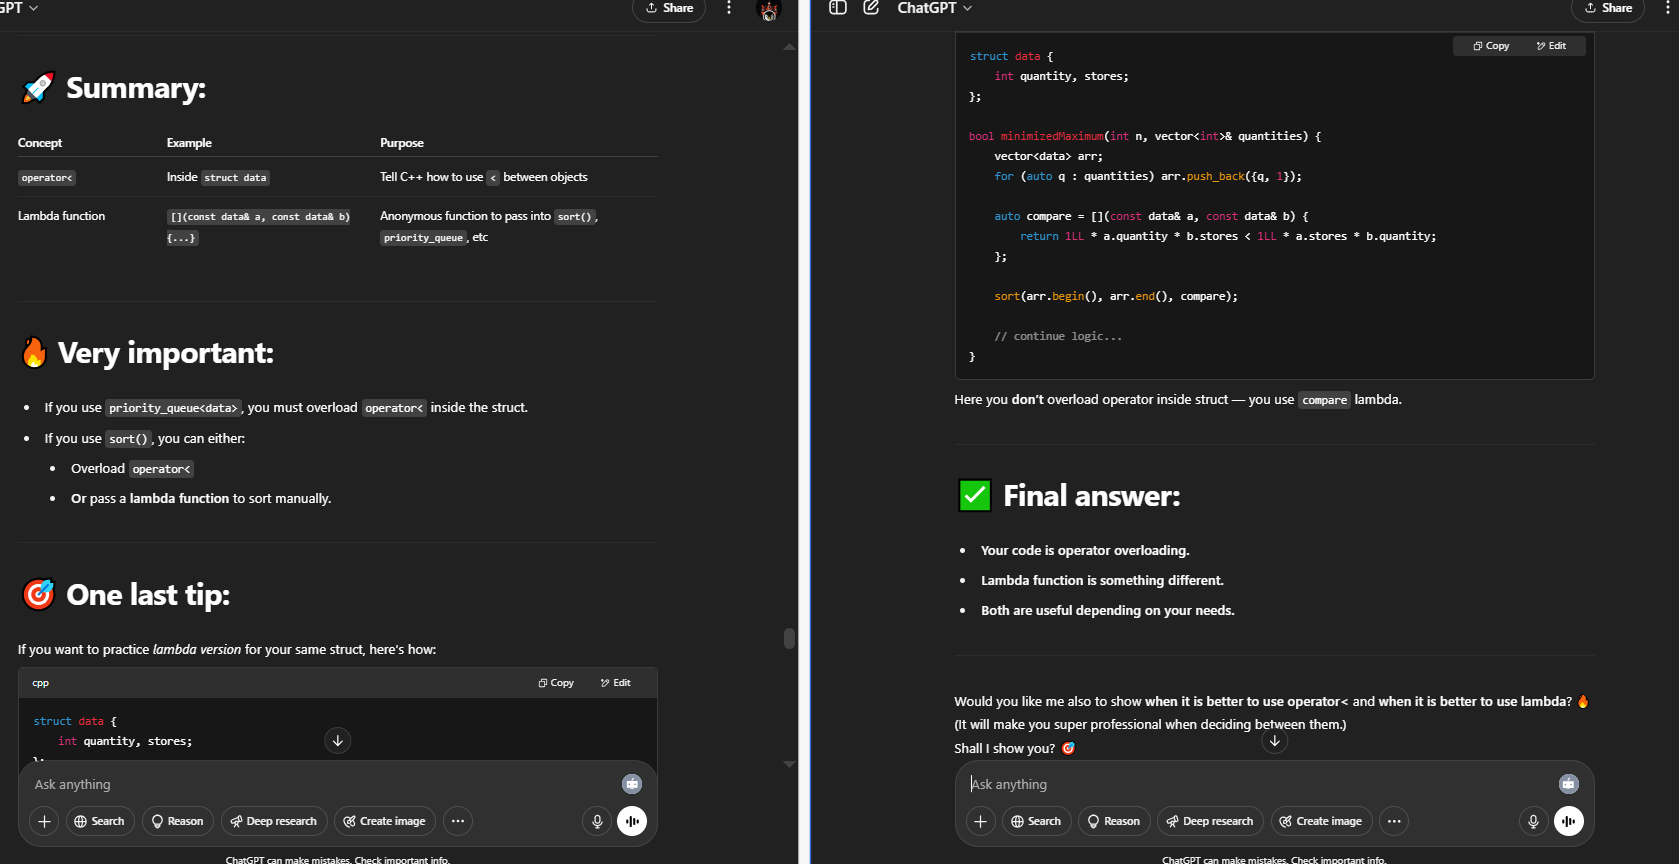 GPT
Share
Summary:
Concept Example Purpose
operator< Inside struct data Tell C++ how to use < between objects
Lambda function [](const data& a, const data& b) Anonymous function to pass into sort(),
{...} priority_queue, etc
Very important:
If you use priority_queue<data>, you must overload operator< inside the struct.
If you use sort(), you can either:
Overload operator<
Or pass a lambda function to sort manually.
One last tip:
If you want to practice lambda version for your same struct, here's how:
cpp Copy Edit
struct data {
int quantity, stores;
};
Ask anything
Search Reason Deep research Create image
ChatGPT can make mistakes. Check important info.
ChatGPT Share
Copy Edit
struct data {
int quantity, stores;
};
bool minimizedMaximum(int n, vector<int>& quantities) {
vector<data> arr;
for (auto q : quantities) arr.push_back({q, 1});
auto compare = [](const data& a, const data& b) {
return 1LL * a.quantity * b.stores < 1LL * a.stores * b.quantity;
};
sort(arr.begin(), arr.end(), compare);
// continue logic...
}
Here you don't overload operator inside struct — you use compare lambda.
Final answer:
Your code is operator overloading.
Lambda function is something different.
Both are useful depending on your needs.
Would you like me also to show when it is better to use operator< and when it is better to use lambda? 🔥
(It will make you super professional when deciding between them.)
Shall I show you? 🎯
Ask anything
Search Reason Deep research Create image
ChatGPT can make mistakes. Check important info.